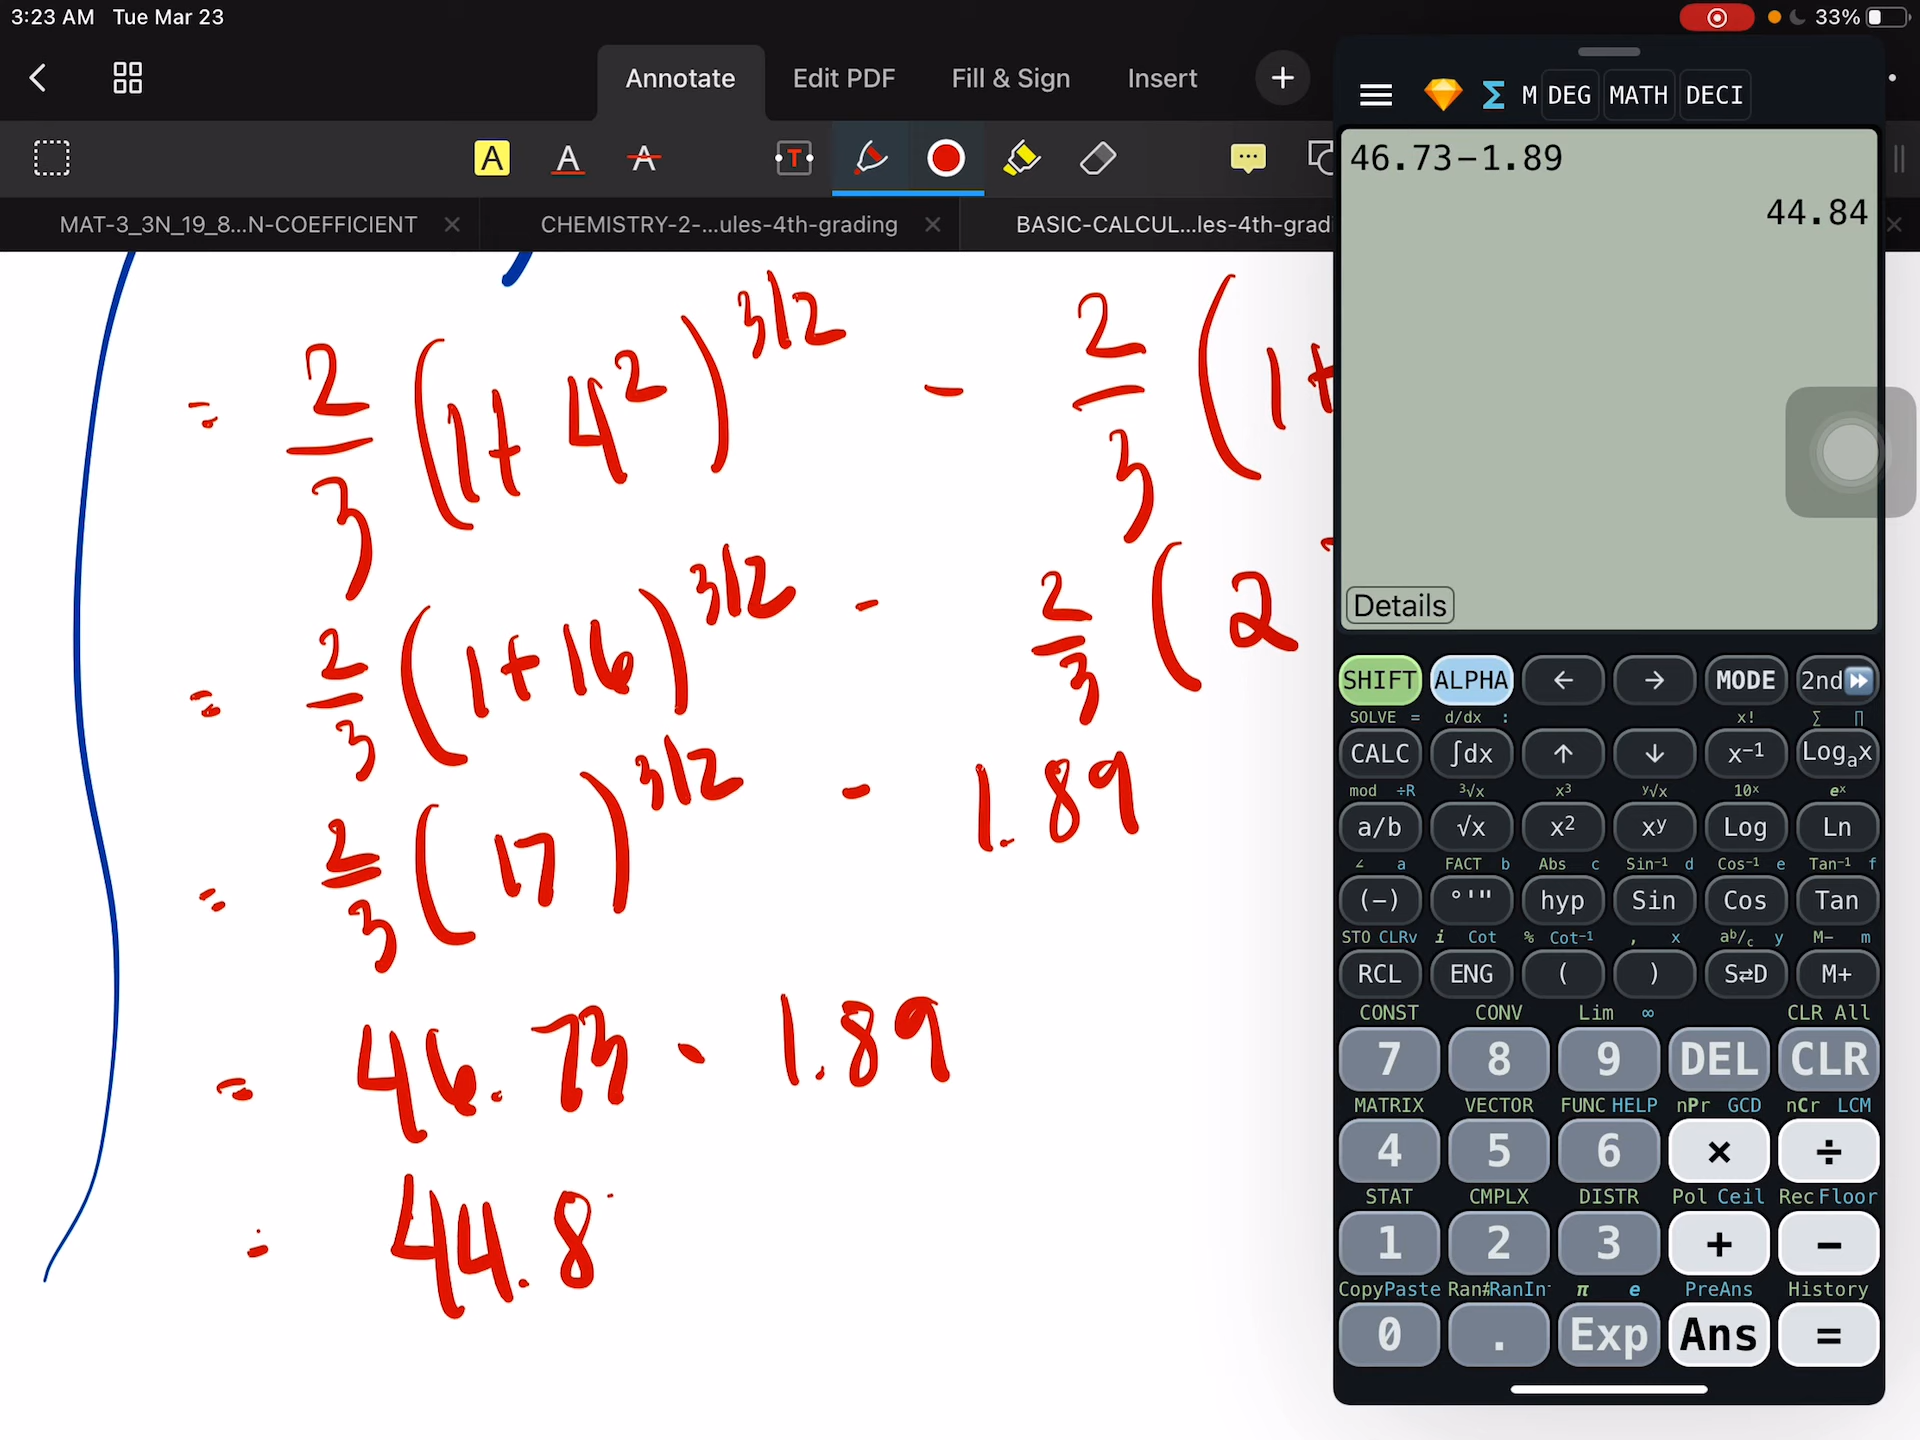 3:23 AM Tue Mar 23
33%
Annotate Edit PDF Fill & Sign Insert +
A A A T
MAT-3_3N_19_8...N-COEFFICIENT × CHEMISTRY-2-...ules-4th-grading × BASIC-CALCUL...les-4th-gradi ×
= 2/3 (1+4²)^3/2 - 2/3 (1+
= 2/3 (1+16)^3/2 - 2/3 (2
= 2/3 (17)^3/2 - 1.89
= 46.73 - 1.89
= 44.8
Σ M DEG MATH DECI
46.73−1.89
44.84
Details
SHIFT ALPHA ← → MODE 2nd
SOLVE = d/dx : x! ∑ ∏
CALC ∫dx ↑ ↓ x⁻¹ Logₐx
mod ÷R ³√x x³ ʸ√x 10ˣ eˣ
a/b √x x² xʸ Log Ln
∠ a FACT b Abs c Sin⁻¹ d Cos⁻¹ e Tan⁻¹ f
(−) °'" hyp Sin Cos Tan
STO CLRv i Cot % Cot⁻¹ , x aᵇ/c y M− m
RCL ENG ( ) S⇄D M+
CONST CONV Lim ∞ CLR All
7 8 9 DEL CLR
MATRIX VECTOR FUNC HELP nPr GCD nCr LCM
4 5 6 × ÷
STAT CMPLX DISTR Pol Ceil Rec Floor
1 2 3 + −
Copy Paste Ran# RanIn π e PreAns History
0 . Exp Ans =